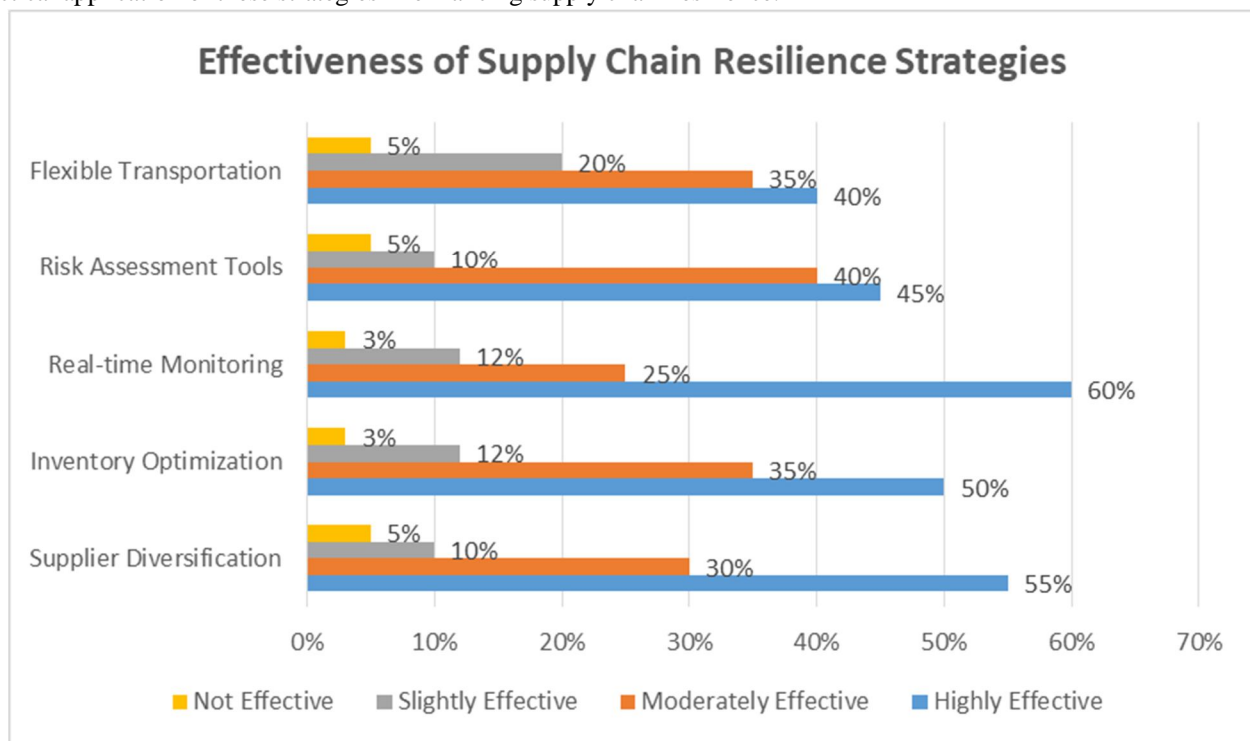 Effectiveness of Supply Chain Resilience Strategies
Flexible Transportation
5%
20%
35%
40%
Risk Assessment Tools
5%
10%
40%
45%
Real-time Monitoring
3%
12%
25%
60%
Inventory Optimization
3%
12%
35%
50%
Supplier Diversification
5%
10%
30%
55%
0% 10% 20% 30% 40% 50% 60% 70%
Not Effective Slightly Effective Moderately Effective Highly Effective